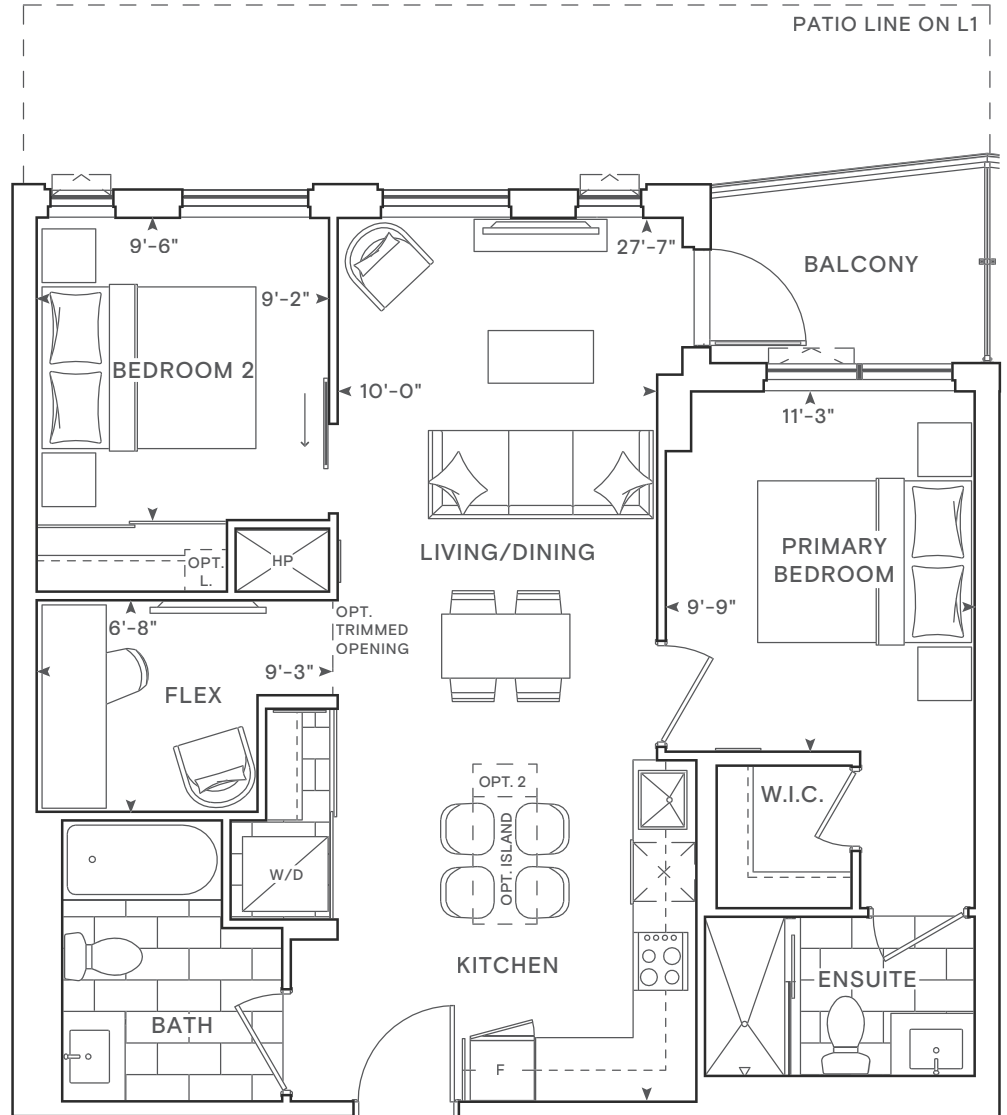 PATIO LINE ON L1
9'-6"
27'-7"
BALCONY
9'-2"
BEDROOM 2
10'-0"
11'-3"
LIVING/DINING
PRIMARY
BEDROOM
OPT.
L.
HP
9'-9"
6'-8"
OPT.
TRIMMED
OPENING
9'-3"
FLEX
OPT. 2
W.I.C.
OPT. ISLAND
W/D
KITCHEN
ENSUITE
BATH
F